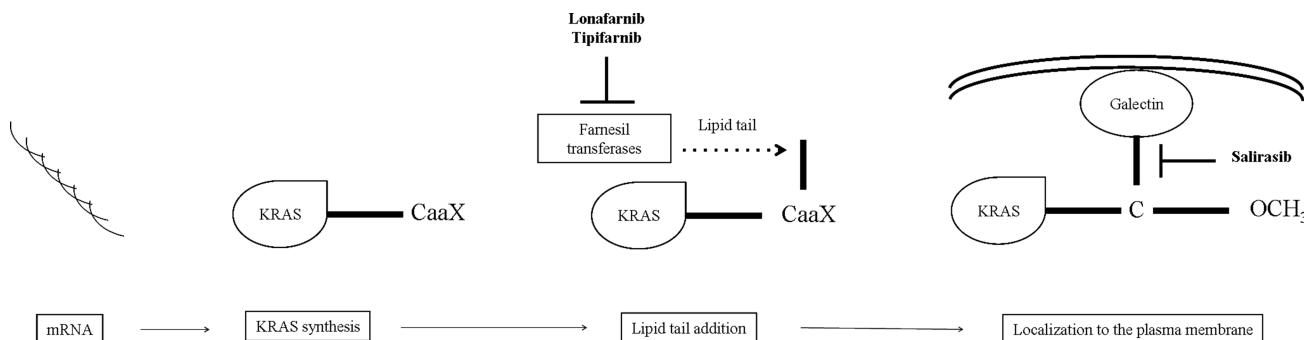 Lonafarnib
Tipifarnib
Farnesil
transferases
Lipid tail
Galectin
Salirasib
KRAS
CaaX
KRAS
CaaX
KRAS
C
OCH3
mRNA
KRAS synthesis
Lipid tail addition
Localization to the plasma membrane